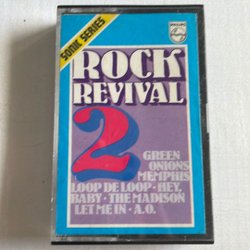 SONIC SERIES
PHILIPS
ROCK
REVIVAL
2
GREEN
ONIONS
MEMPHIS
LOOP DE LOOP · HEY,
BABY · THE MADISON
LET ME IN · A.O.